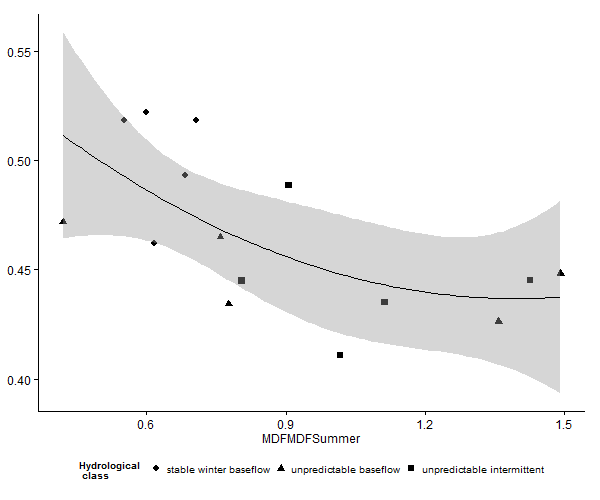 0.55
0.50
0.45
0.40
0.6 0.9 1.2 1.5
MDFMDFSummer
Hydrological
class
stable winter baseflow unpredictable baseflow unpredictable intermittent